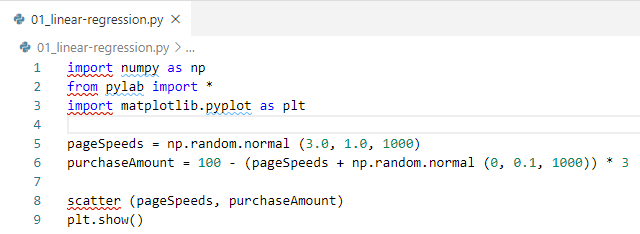 01_linear-regression.py ×
01_linear-regression.py > ...
1 import numpy as np
2 from pylab import *
3 import matplotlib.pyplot as plt
4
5 pageSpeeds = np.random.normal (3.0, 1.0, 1000)
6 purchaseAmount = 100 - (pageSpeeds + np.random.normal (0, 0.1, 1000)) * 3
7
8 scatter (pageSpeeds, purchaseAmount)
9 plt.show()